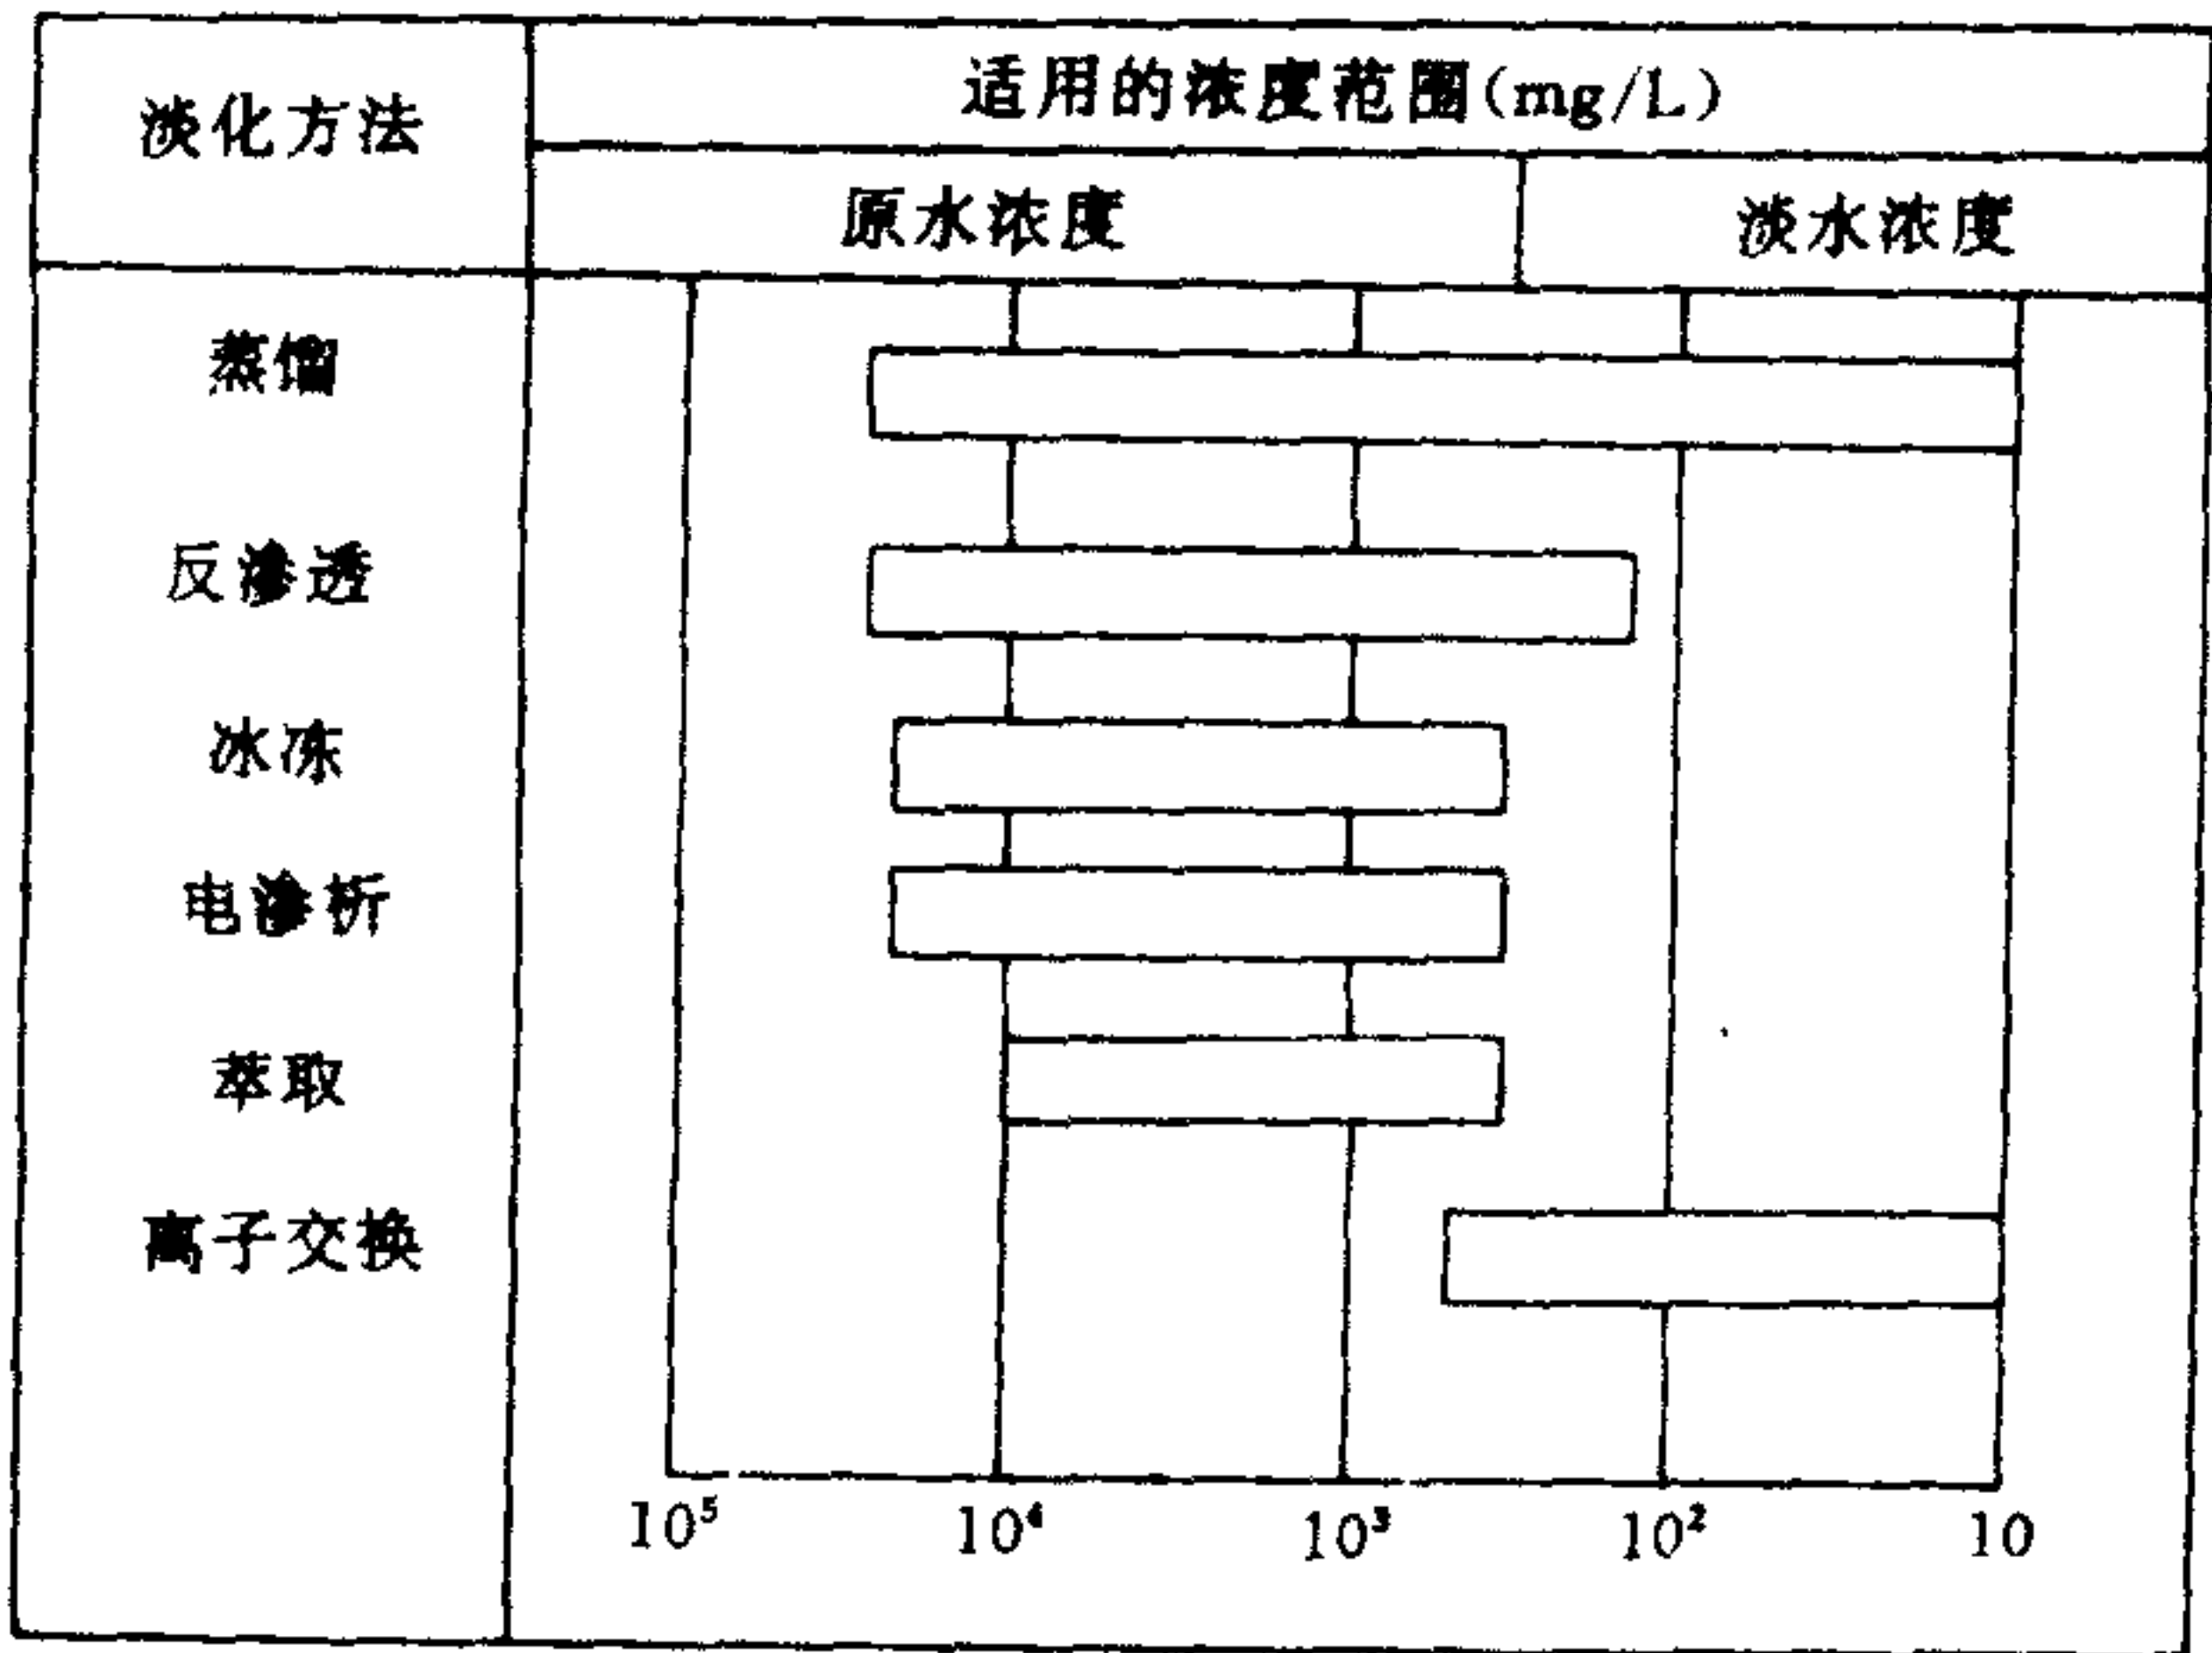 淡化方法
适用的浓度范围(mg/L)
原水浓度
淡水浓度
蒸馏
反渗透
冰冻
电渗析
萃取
离子交换
10⁵ 10⁴ 10³ 10² 10